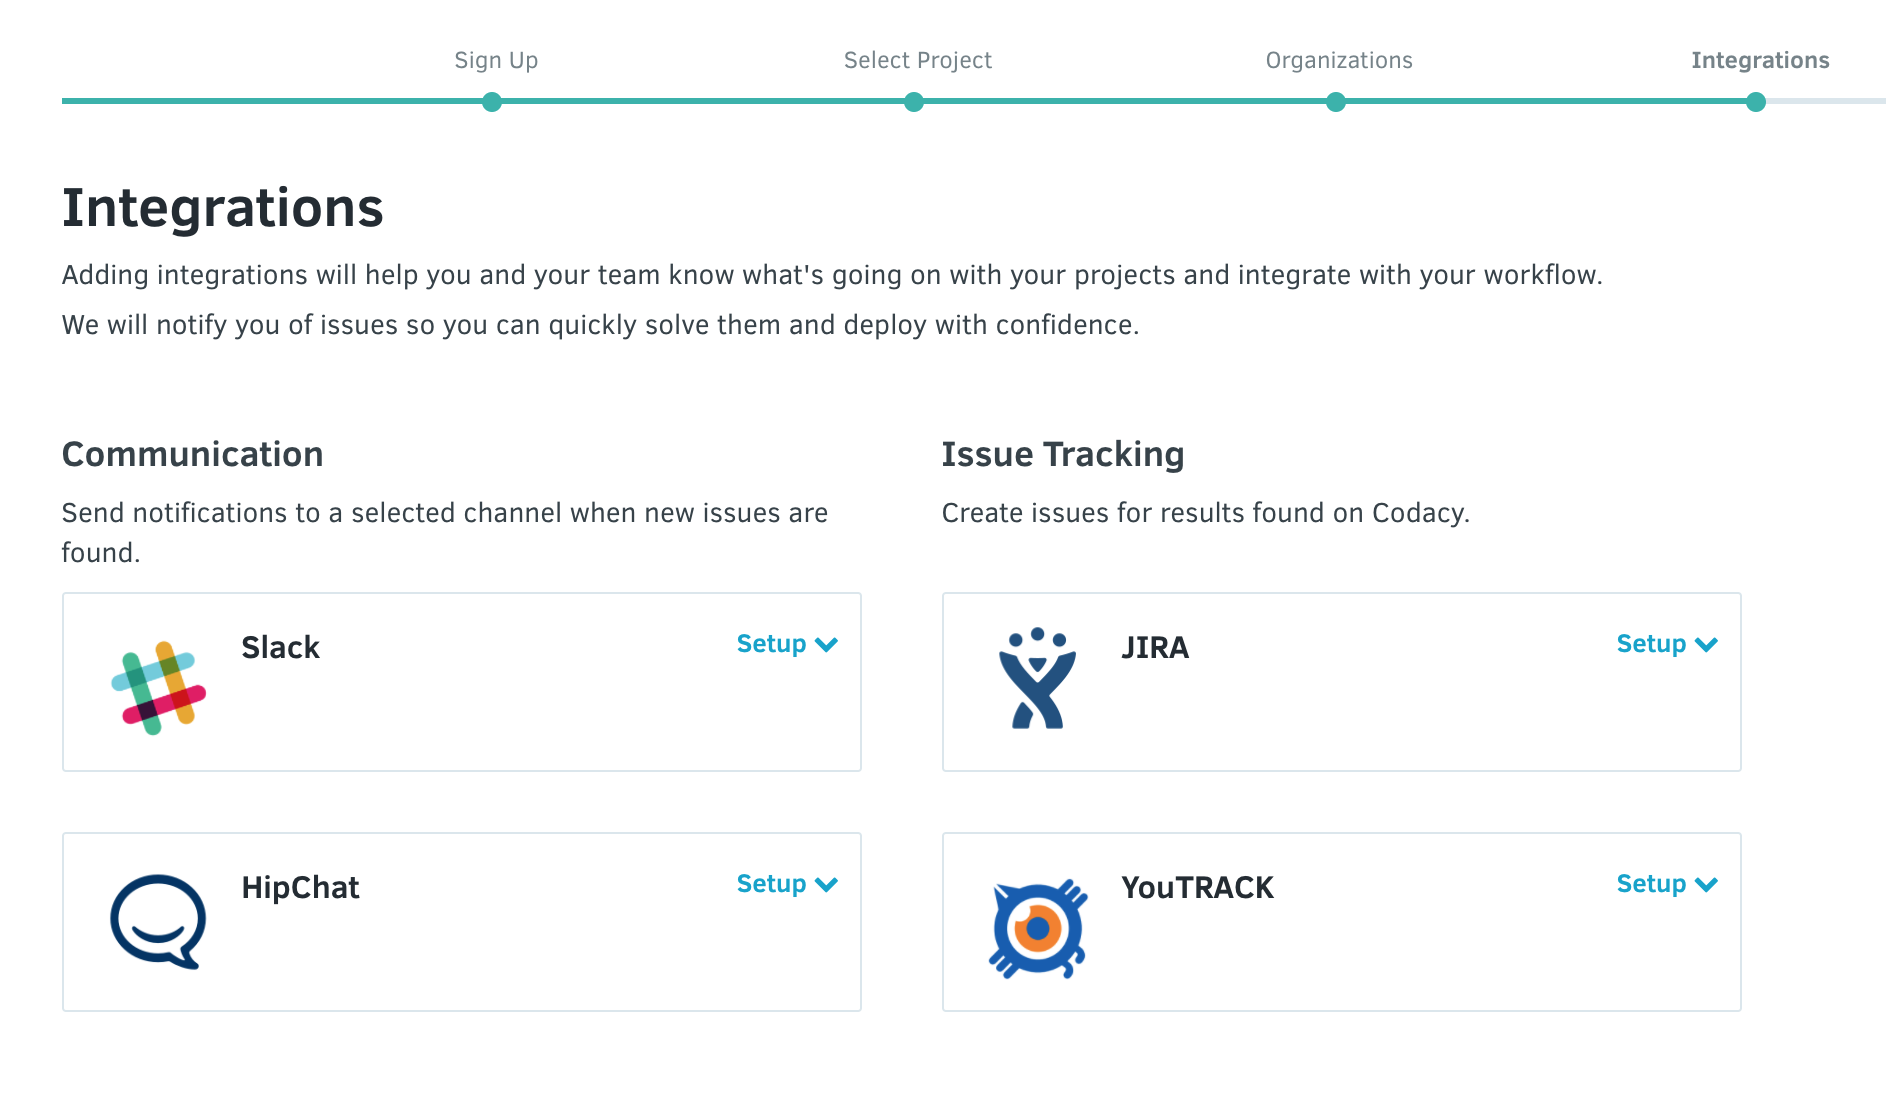 Sign Up
Select Project
Organizations
Integrations
Integrations
Adding integrations will help you and your team know what's going on with your projects and integrate with your workflow.
We will notify you of issues so you can quickly solve them and deploy with confidence.
Communication
Send notifications to a selected channel when new issues are
found.
Slack
Setup
HipChat
Setup
Issue Tracking
Create issues for results found on Codacy.
JIRA
Setup
YouTRACK
Setup